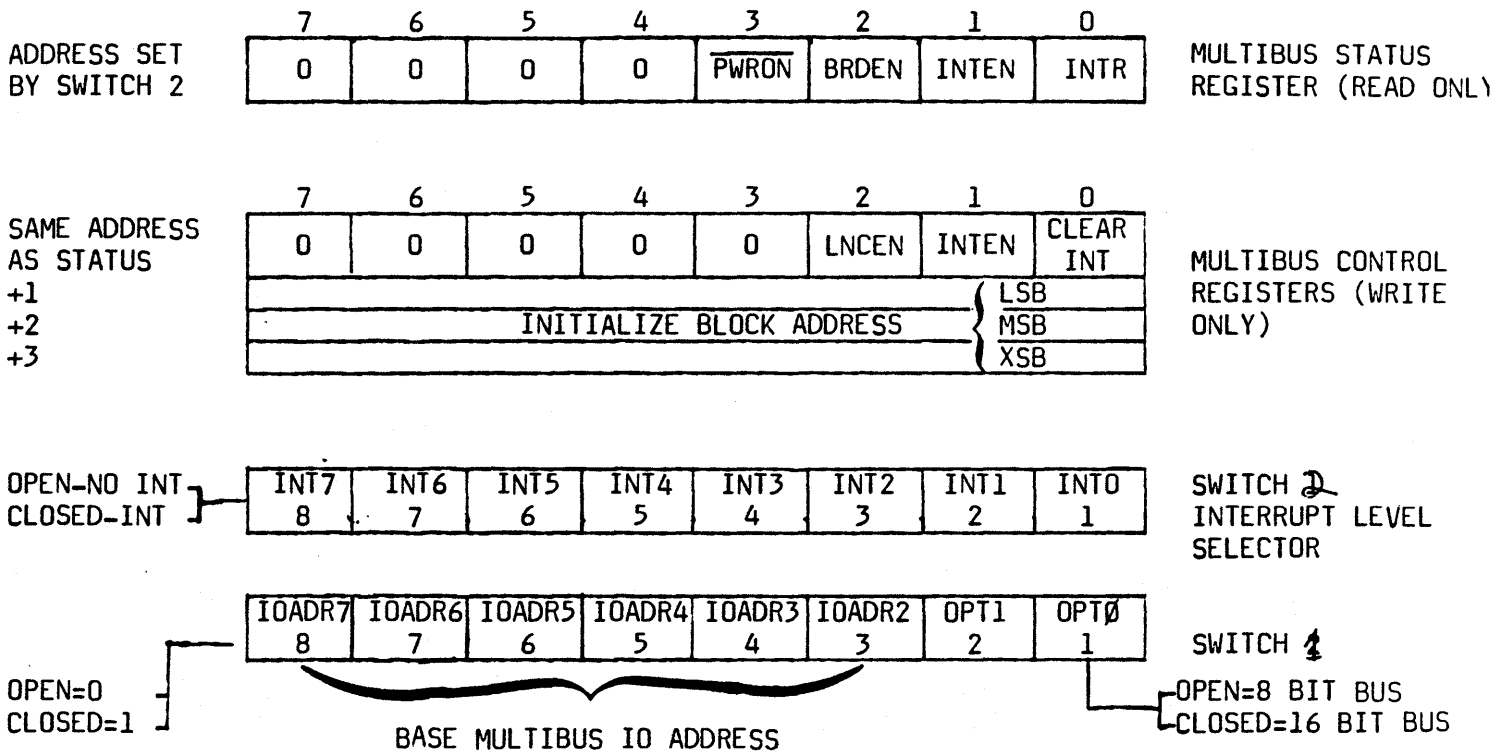 7 6 5 4 3 2 1 0
ADDRESS SET
BY SWITCH 2
0 0 0 0 PWRON BRDEN INTEN INTR
MULTIBUS STATUS
REGISTER (READ ONLY
7 6 5 4 3 2 1 0
SAME ADDRESS
AS STATUS
0 0 0 0 0 LNCEN INTEN CLEAR
INT
+1
+2
+3
INITIALIZE BLOCK ADDRESS
LSB
MSB
XSB
MULTIBUS CONTROL
REGISTERS (WRITE
ONLY)
OPEN-NO INT
CLOSED-INT
INT7 INT6 INT5 INT4 INT3 INT2 INT1 INT0
8 7 6 5 4 3 2 1
SWITCH
INTERRUPT LEVEL
SELECTOR
IOADR7 IOADR6 IOADR5 IOADR4 IOADR3 IOADR2 OPT1 OPTØ
8 7 6 5 4 3 2 1
SWITCH
OPEN=0
CLOSED=1
BASE MULTIBUS IO ADDRESS
OPEN=8 BIT BUS
CLOSED=16 BIT BUS